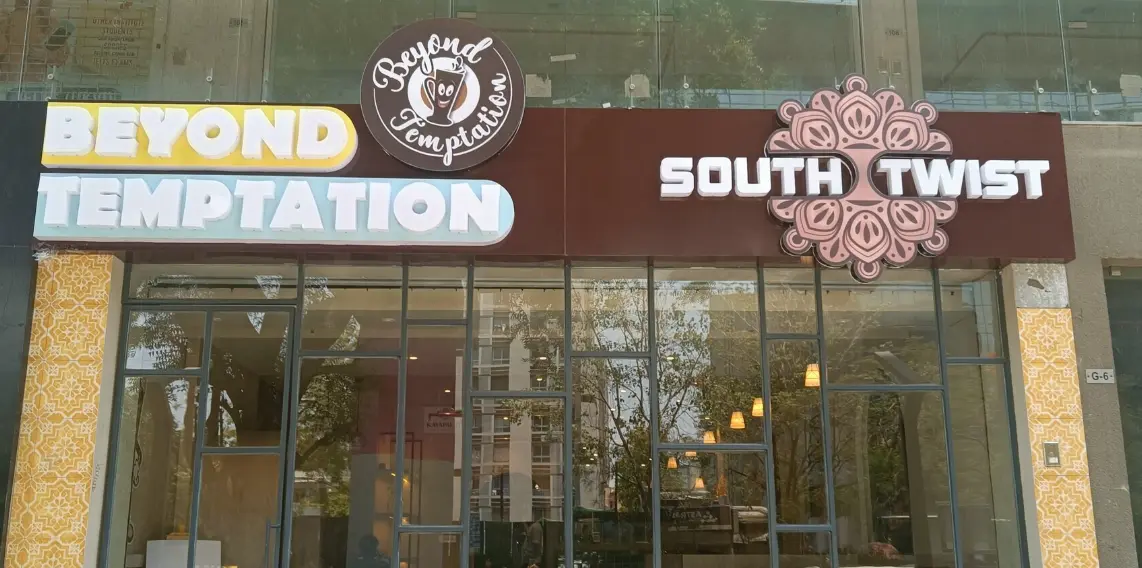 BEYOND
TEMPTATION
Beyond
Temptation
SOUTH TWIST
G-6